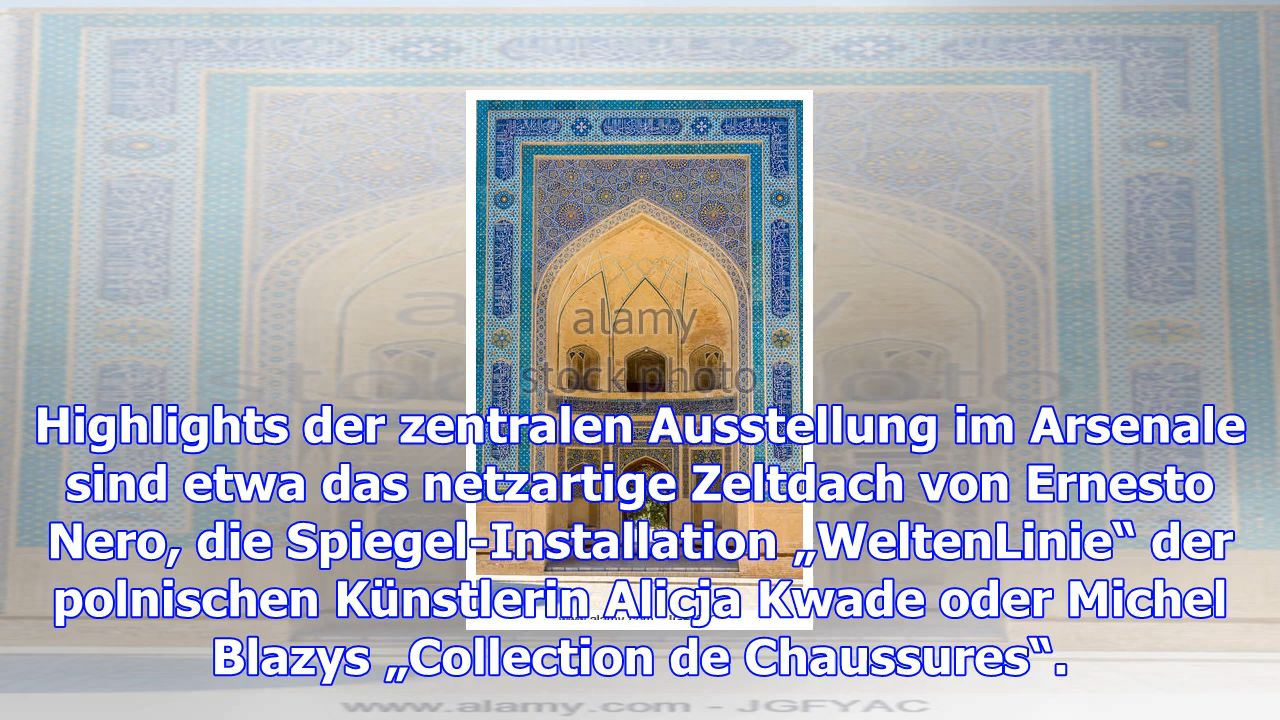 alamy
stock photo
Highlights der zentralen Ausstellung im Arsenale
sind etwa das netzartige Zeltdach von Ernesto
Nero, die Spiegel-Installation „WeltenLinie“ der
polnischen Künstlerin Alicja Kwade oder Michel
Blazys „Collection de Chaussures“.
www.alamy.com - JGFYAC